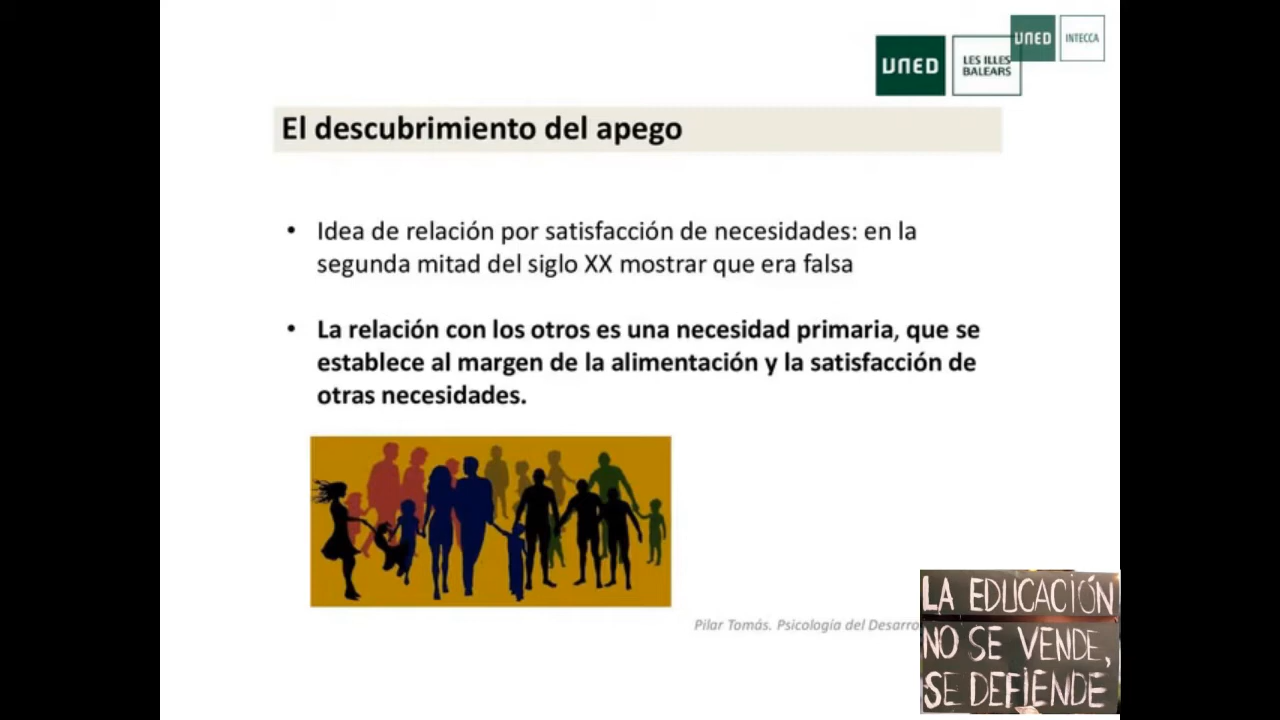 UNED
INTECCA
UNED
LES ILLES
BALEARS
El descubrimiento del apego
• Idea de relación por satisfacción de necesidades: en la
segunda mitad del siglo XX mostrar que era falsa
• La relación con los otros es una necesidad primaria, que se
establece al margen de la alimentación y la satisfacción de
otras necesidades.
Pilar Tomás. Psicología del
LA EDUCACIÓN
NO SE VENDE,
SE DEFIENDE